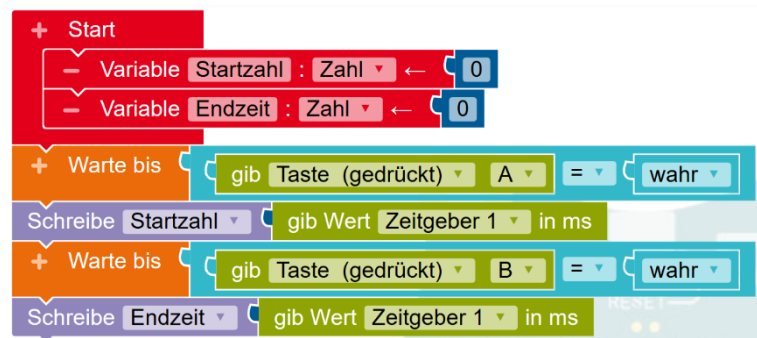 + Start
− Variable Startzahl : Zahl ▾ ← 0
− Variable Endzeit : Zahl ▾ ← 0
+ Warte bis gib Taste (gedrückt) ▾ A ▾ = ▾ wahr ▾
Schreibe Startzahl ▾ gib Wert Zeitgeber 1 ▾ in ms
+ Warte bis gib Taste (gedrückt) ▾ B ▾ = ▾ wahr ▾
RESET
Schreibe Endzeit ▾ gib Wert Zeitgeber 1 ▾ in ms